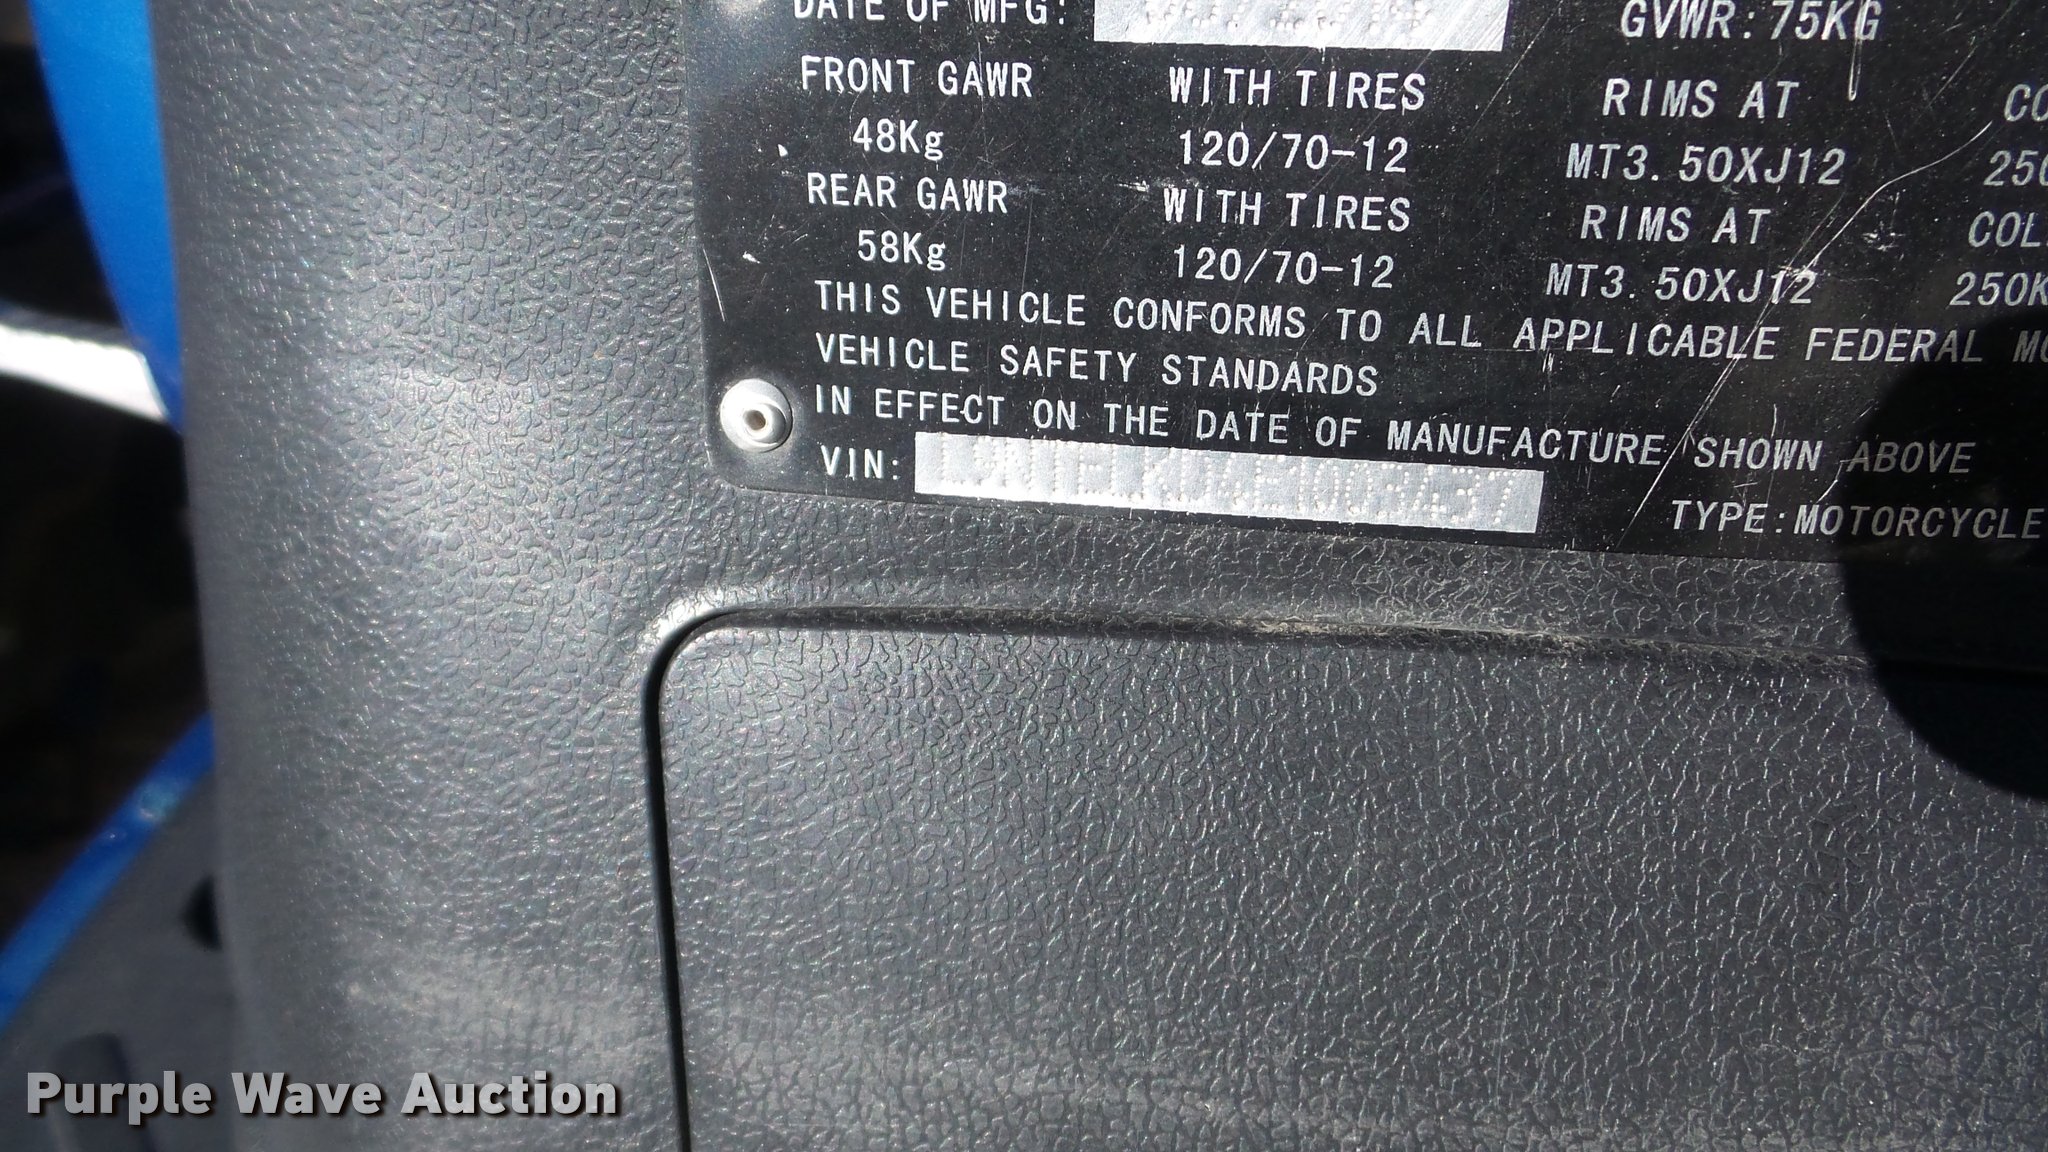 DATE OF MFG:
GVWR:75KG
FRONT GAWR WITH TIRES RIMS AT
48Kg 120/70-12 MT3.50XJ12
REAR GAWR WITH TIRES RIMS AT
58Kg 120/70-12 MT3.50XJ12
THIS VEHICLE CONFORMS TO ALL APPLICABLE FEDERAL
VEHICLE SAFETY STANDARDS
IN EFFECT ON THE DATE OF MANUFACTURE SHOWN ABOVE
VIN:
TYPE:MOTORCYCLE
Purple Wave Auction